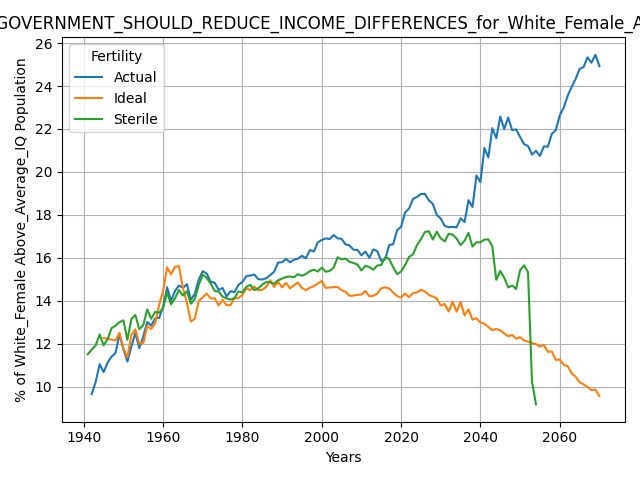 GOVERNMENT_SHOULD_REDUCE_INCOME_DIFFERENCES_for_White_Female_A
Fertility
Actual
Ideal
Sterile
% of White_Female Above_Average_IQ Population
26
24
22
20
18
16
14
12
10
1940 1960 1980 2000 2020 2040 2060
Years